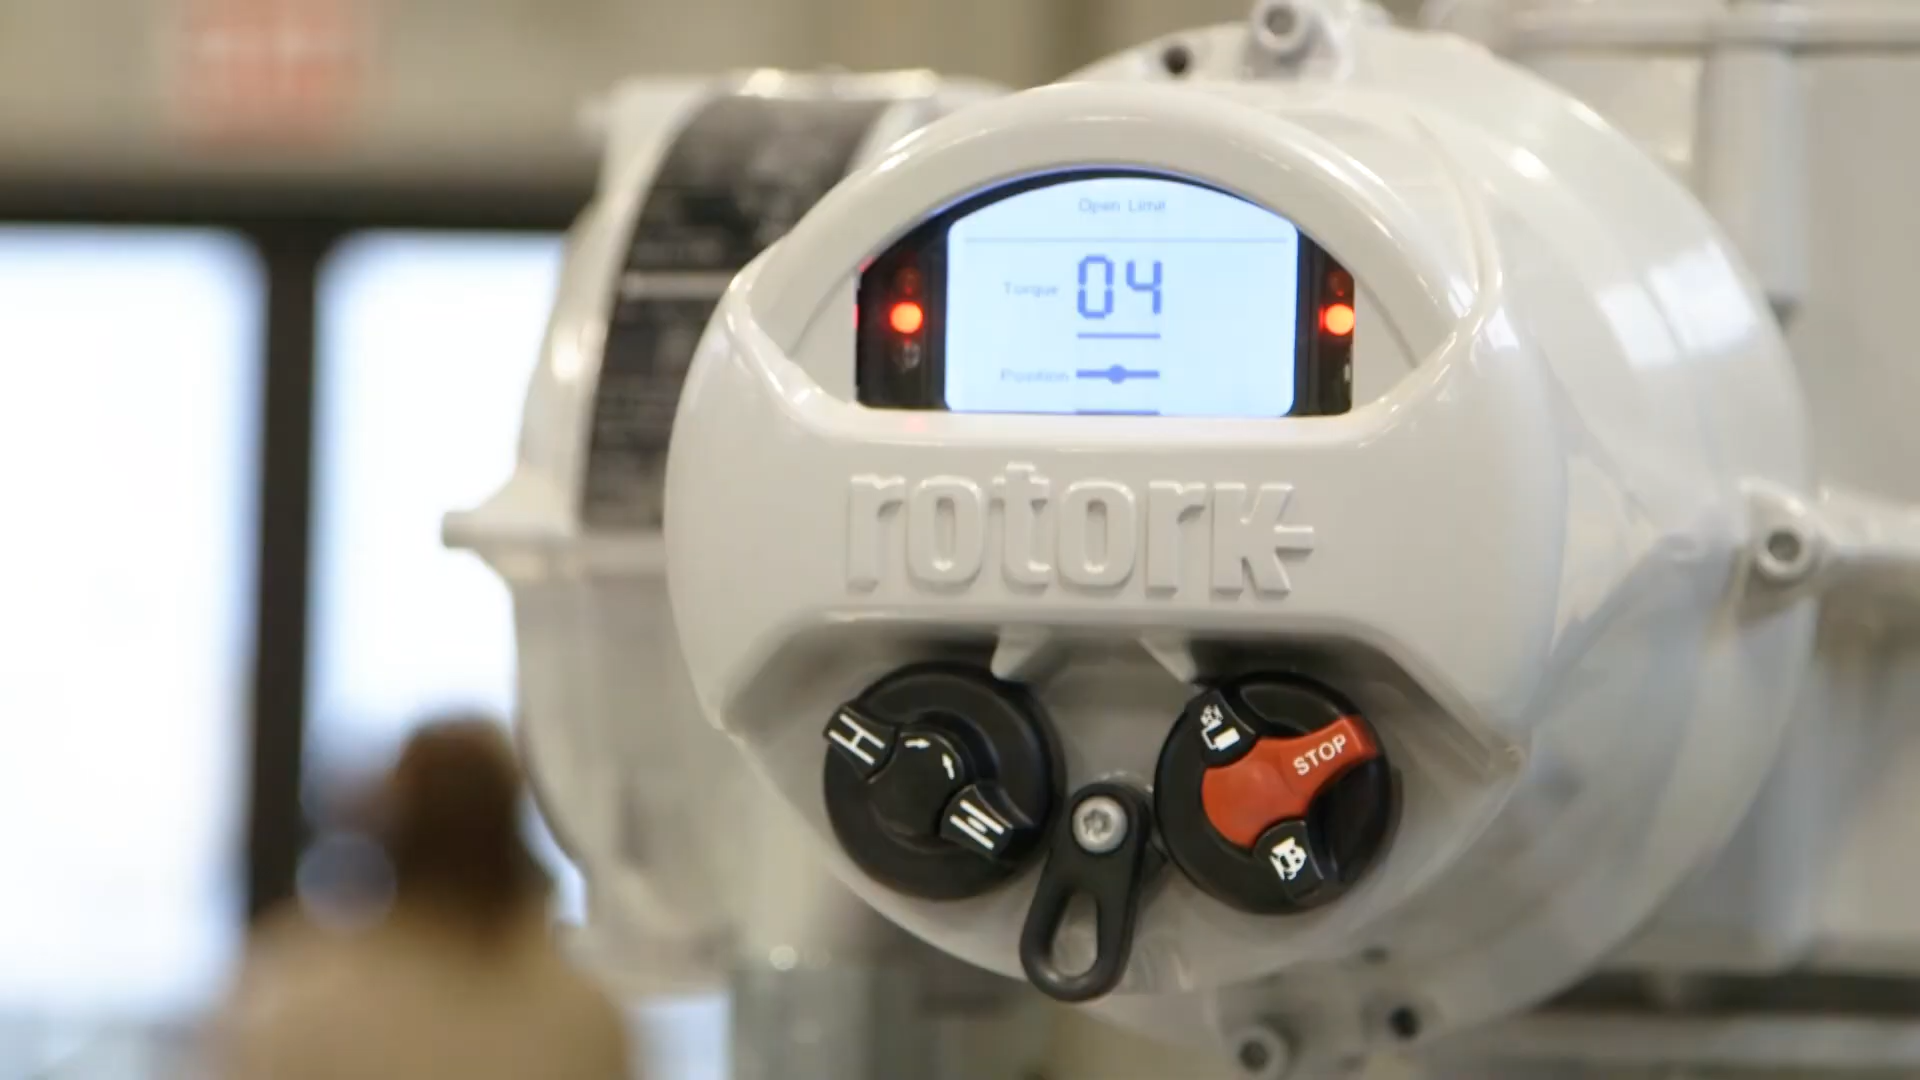 Open Limit
Torque 04
Position
rotork
STOP